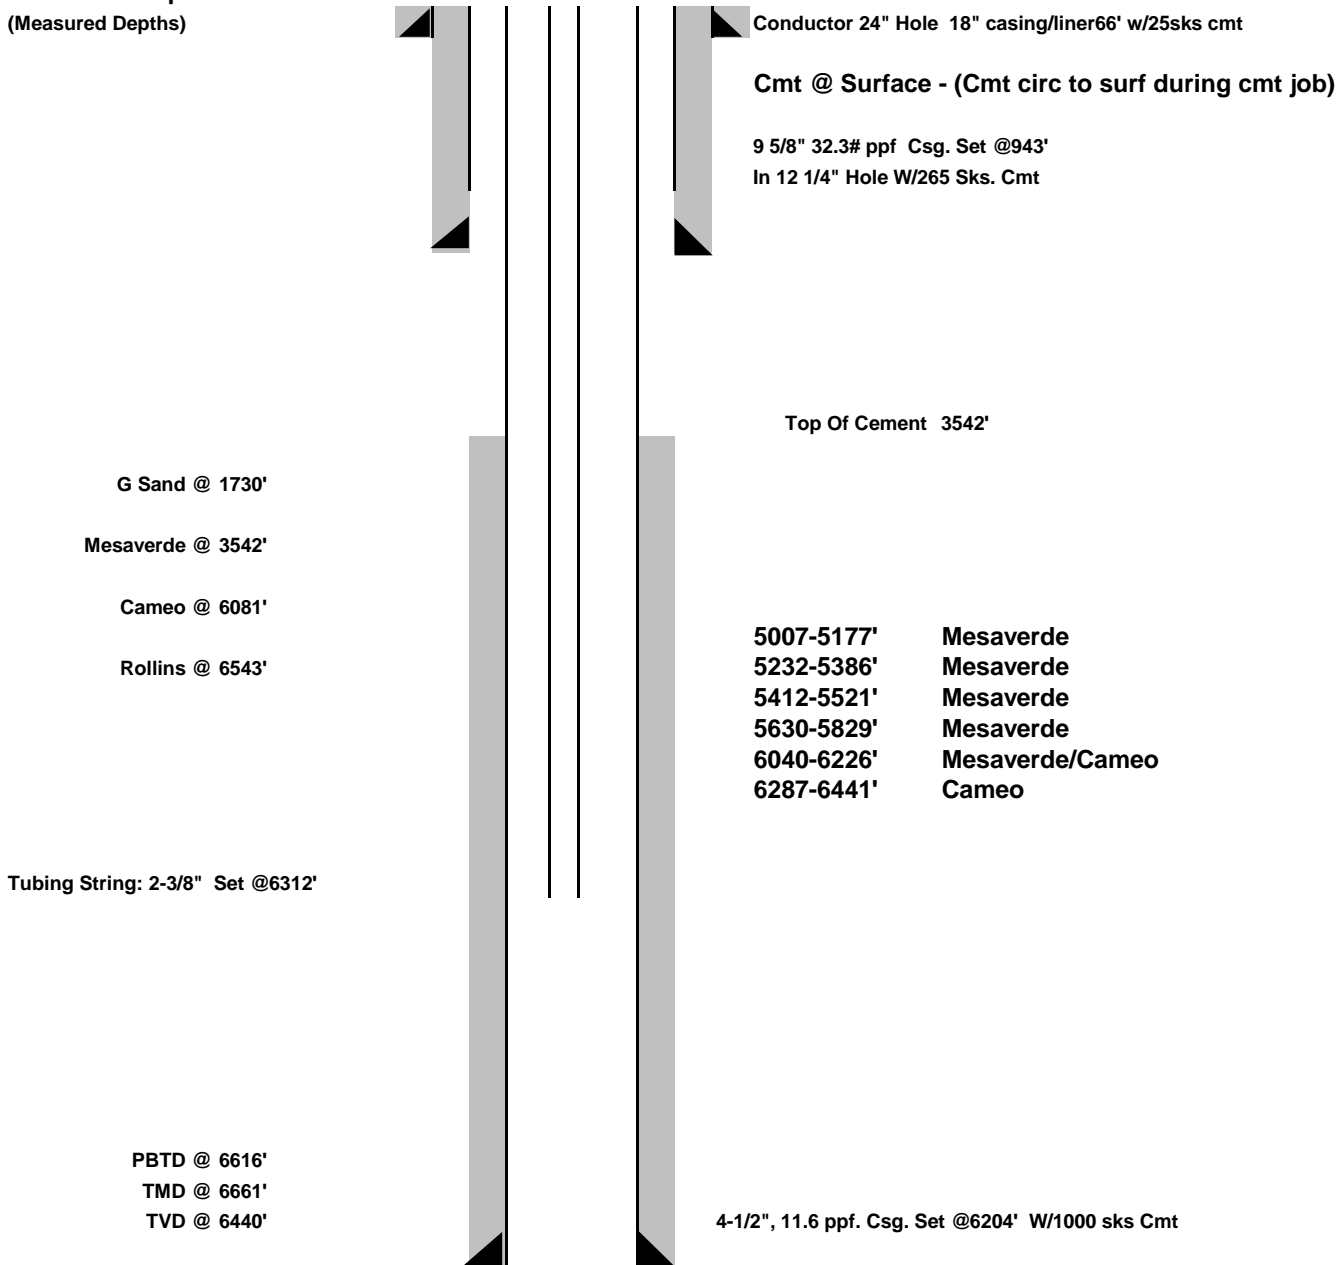 (Measured Depths)
Conductor 24" Hole 18" casing/liner66' w/25sks cmt
Cmt @ Surface - (Cmt circ to surf during cmt job)
9 5/8" 32.3# ppf Csg. Set @943'
In 12 1/4" Hole W/265 Sks. Cmt
Top Of Cement 3542'
G Sand @ 1730'
Mesaverde @ 3542'
Cameo @ 6081'
Rollins @ 6543'
5007-5177' Mesaverde
5232-5386' Mesaverde
5412-5521' Mesaverde
5630-5829' Mesaverde
6040-6226' Mesaverde/Cameo
6287-6441' Cameo
Tubing String: 2-3/8" Set @6312'
PBTD @ 6616'
TMD @ 6661'
TVD @ 6440'
4-1/2", 11.6 ppf. Csg. Set @6204' W/1000 sks Cmt